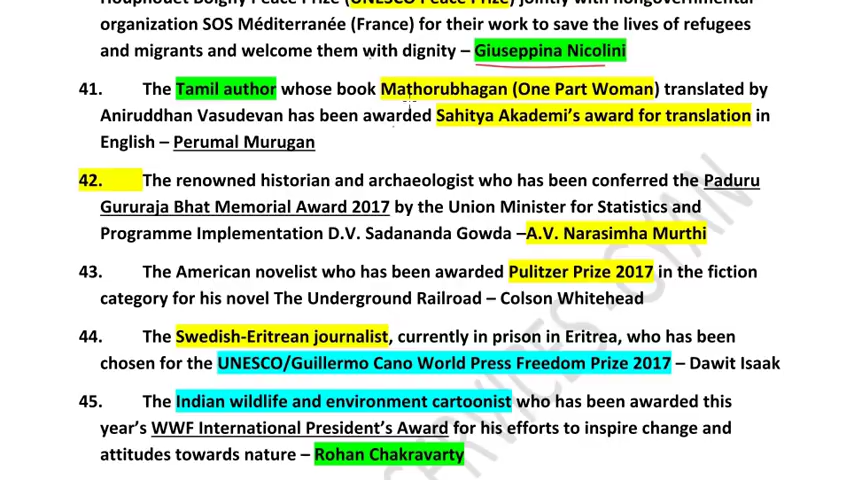 Houphouet Boigny Peace Prize (UNESCO Peace Prize) jointly with nongovernmental
organization SOS Méditerranée (France) for their work to save the lives of refugees
and migrants and welcome them with dignity – Giuseppina Nicolini
41. The Tamil author whose book Mathorubhagan (One Part Woman) translated by
Aniruddhan Vasudevan has been awarded Sahitya Akademi's award for translation in
English – Perumal Murugan
42. The renowned historian and archaeologist who has been conferred the Paduru
Gururaja Bhat Memorial Award 2017 by the Union Minister for Statistics and
Programme Implementation D.V. Sadananda Gowda –A.V. Narasimha Murthi
43. The American novelist who has been awarded Pulitzer Prize 2017 in the fiction
category for his novel The Underground Railroad – Colson Whitehead
44. The Swedish-Eritrean journalist, currently in prison in Eritrea, who has been
chosen for the UNESCO/Guillermo Cano World Press Freedom Prize 2017 – Dawit Isaak
45. The Indian wildlife and environment cartoonist who has been awarded this
year's WWF International President's Award for his efforts to inspire change and
attitudes towards nature – Rohan Chakravarty
SERVICES GYAN